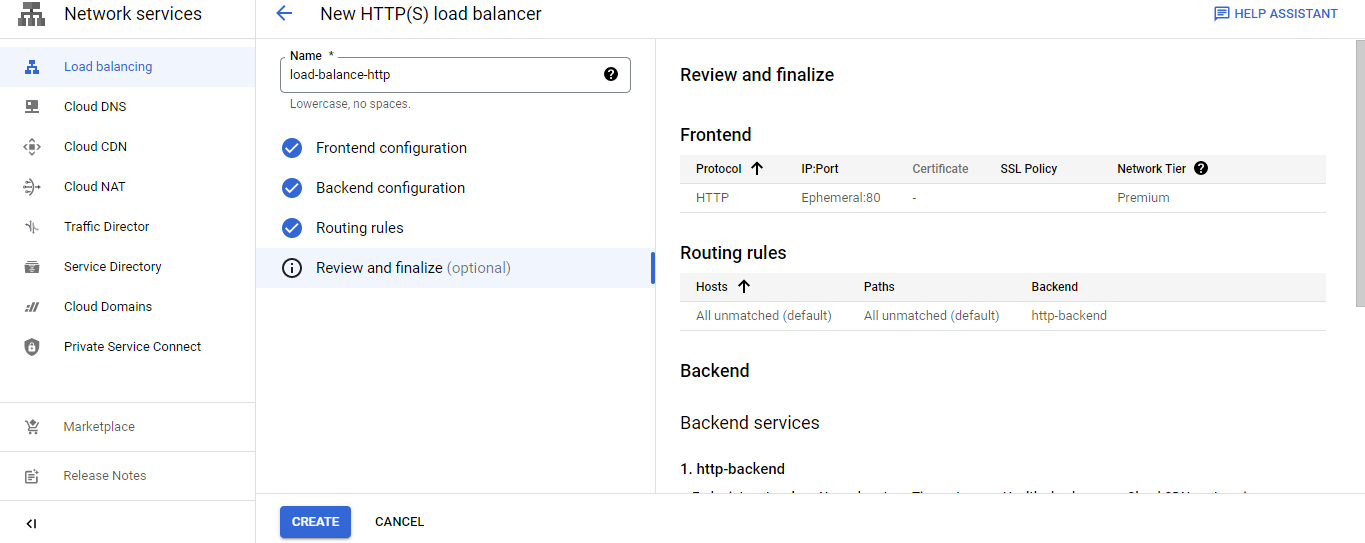 Network services
New HTTP(S) load balancer
HELP ASSISTANT
Load balancing
Cloud DNS
Cloud CDN
Cloud NAT
Traffic Director
Service Directory
Cloud Domains
Private Service Connect
Marketplace
Release Notes
Name *
load-balance-http
Lowercase, no spaces.
Frontend configuration
Backend configuration
Routing rules
Review and finalize (optional)
Review and finalize
Frontend
Protocol IP:Port Certificate SSL Policy Network Tier
HTTP Ephemeral:80 - Premium
Routing rules
Hosts Paths Backend
All unmatched (default) All unmatched (default) http-backend
Backend
Backend services
1. http-backend
CREATE CANCEL